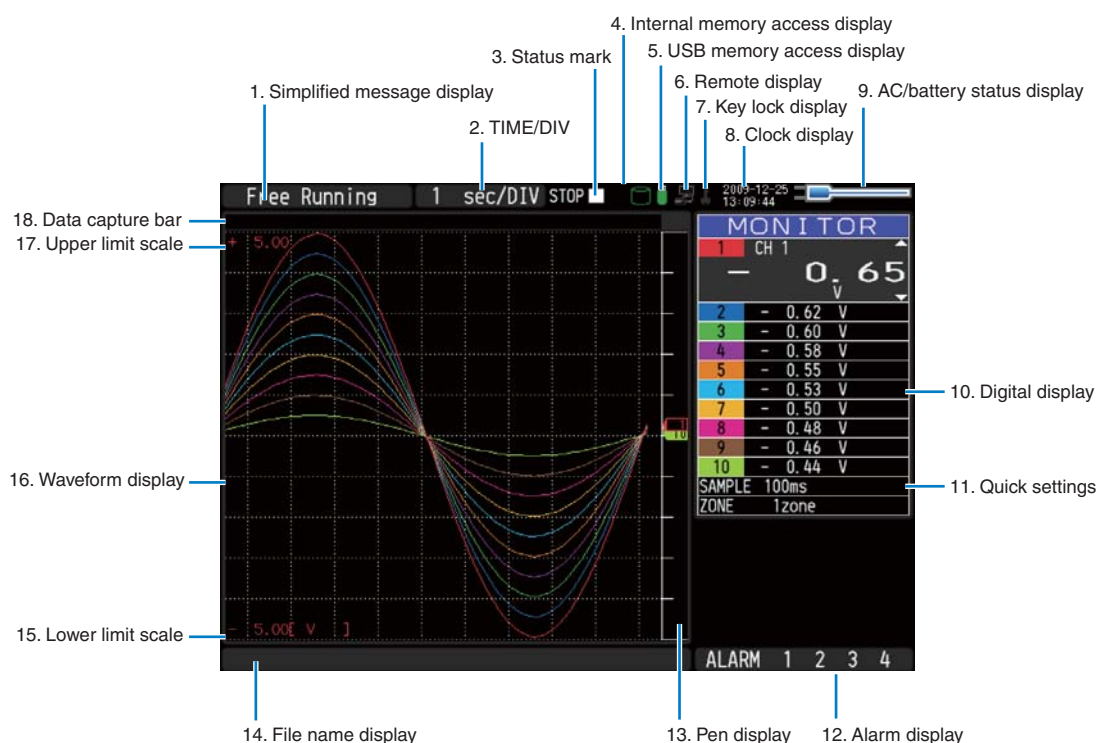 4. Internal memory access display
5. USB memory access display
3. Status mark
6. Remote display
9. AC/battery status display
1. Simplified message display
7. Key lock display
2. TIME/DIV
8. Clock display
Free Running
1 sec/DIV STOP
2009-12-25
13:09:44
18. Data capture bar
17. Upper limit scale
+ 5.00
MONITOR
1 CH 1
- 0.65
V
2 - 0.62 V
3 - 0.60 V
4 - 0.58 V
5 - 0.55 V
6 - 0.53 V
10. Digital display
7 - 0.50 V
8 - 0.48 V
1
10
9 - 0.46 V
10 - 0.44 V
16. Waveform display
SAMPLE 100ms
11. Quick settings
ZONE 1zone
15. Lower limit scale
- 5.00[ V ]
ALARM 1 2 3 4
14. File name display
13. Pen display
12. Alarm display